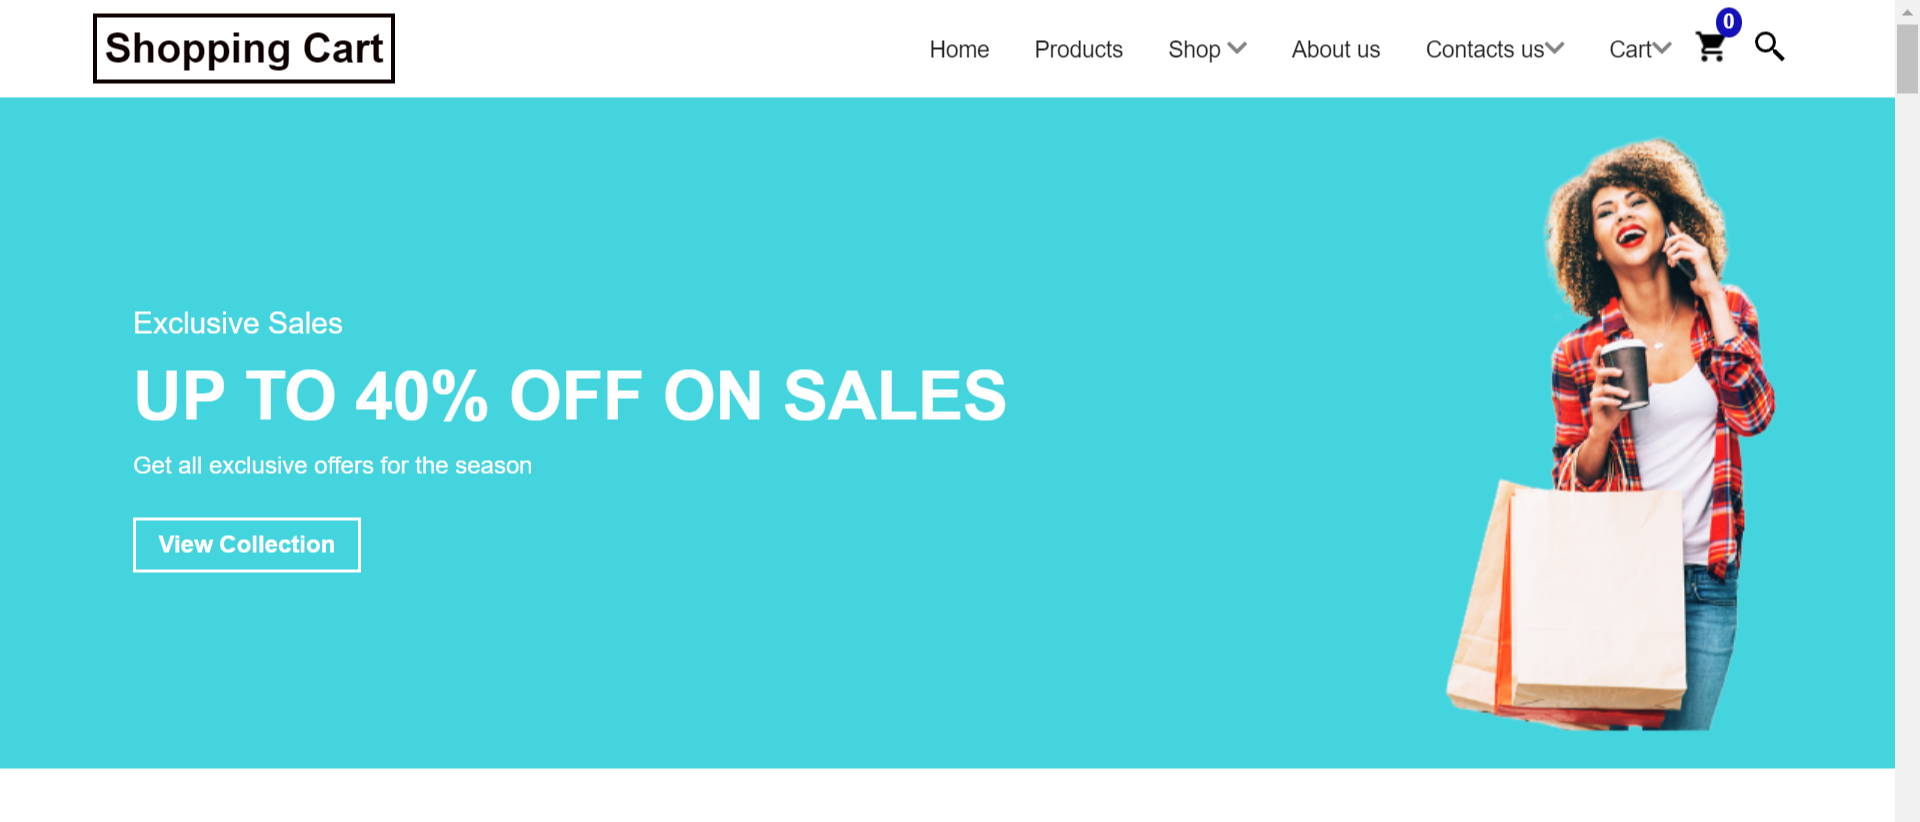 Shopping Cart
Home Products Shop About us Contacts us Cart 0
Exclusive Sales
UP TO 40% OFF ON SALES
Get all exclusive offers for the season
View Collection